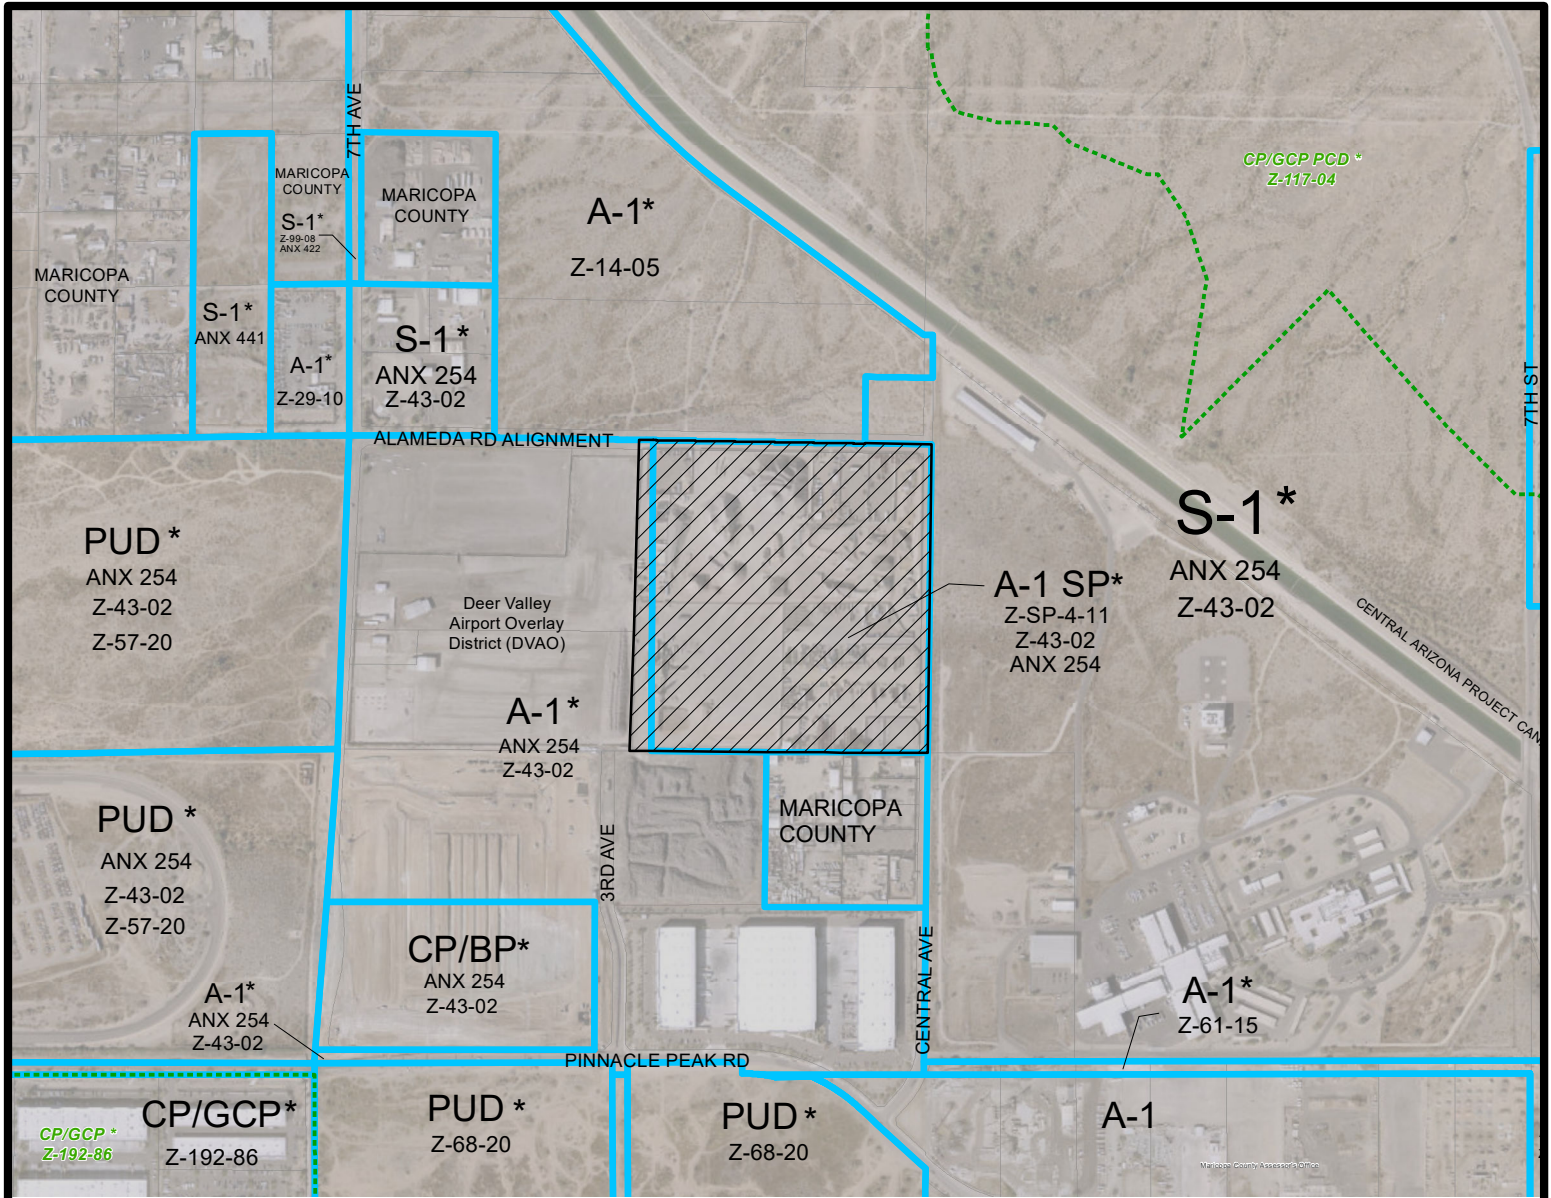 7TH AVE
CP/GCP PCD *
Z-117-04
MARICOPA
COUNTY
S-1*
Z-99-08
ANX 422
MARICOPA
COUNTY
A-1*
Z-14-05
MARICOPA
COUNTY
S-1*
ANX 441
A-1*
Z-29-10
S-1*
ANX 254
Z-43-02
7TH ST
ALAMEDA RD ALIGNMENT
PUD *
ANX 254
Z-43-02
Z-57-20
Deer Valley
Airport Overlay
District (DVAO)
A-1 SP*
Z-SP-4-11
Z-43-02
ANX 254
S-1*
ANX 254
Z-43-02
CENTRAL ARIZONA PROJECT CAN
A-1*
ANX 254
Z-43-02
PUD *
ANX 254
Z-43-02
Z-57-20
3RD AVE
MARICOPA
COUNTY
CP/BP*
ANX 254
Z-43-02
CENTRAL AVE
A-1*
ANX 254
Z-43-02
A-1*
Z-61-15
PINNACLE PEAK RD
CP/GCP *
Z-192-86
CP/GCP*
Z-192-86
PUD *
Z-68-20
PUD *
Z-68-20
A-1
Maricopa County Assessor's Office